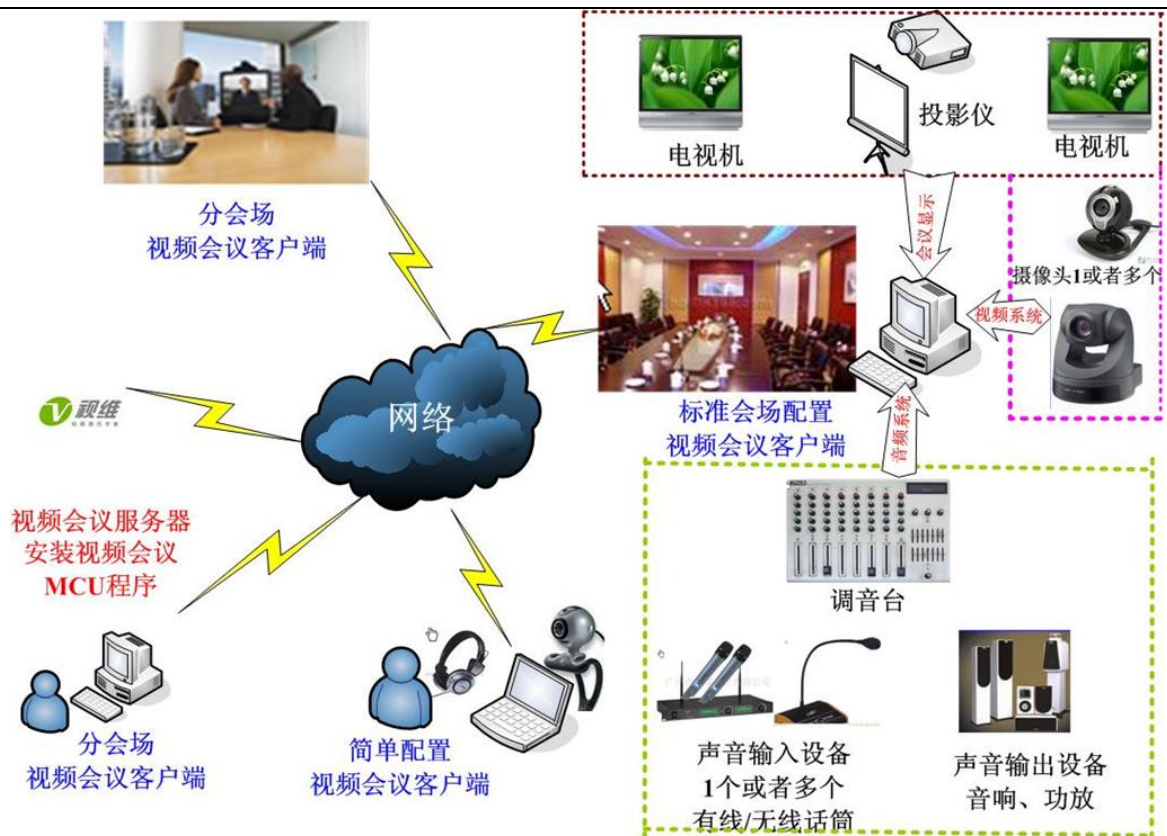 投影仪
电视机
电视机
分会场
视频会议客户端
会议显示
摄像头1或者多个
视频系统
视维
网络
标准会场配置
视频会议客户端
音频系统
视频会议服务器
安装视频会议
MCU程序
调音台
分会场
视频会议客户端
简单配置
视频会议客户端
声音输入设备
1个或者多个
有线/无线话筒
声音输出设备
音响、功放